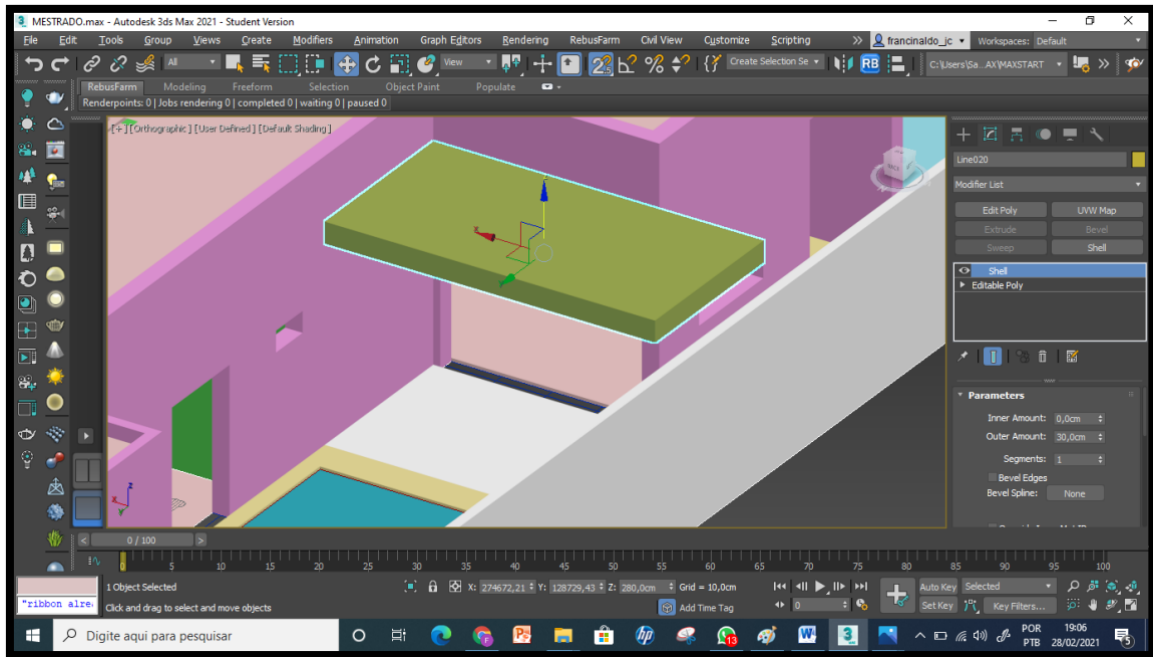 MESTRADO.max - Autodesk 3ds Max 2021 - Student Version
File Edit Tools Group Views Create Modifiers Animation Graph Editors Rendering RebusFarm Civil View Customize Scripting francinaldo_jc Workspaces: Default
All View Create Selection Se RB C:\Users\Sa...AX\MAXSTART
RebusFarm Modeling Freeform Selection Object Paint Populate
Renderpoints: 0 | Jobs rendering 0 | completed 0 | waiting 0 | paused 0
[+] [Orthographic ] [User Defined ] [Default Shading ]
Line020
Modifier List
Edit Poly UVW Map
Extrude Bevel
Sweep Shell
Shell
Editable Poly
Parameters
Inner Amount: 0,0cm
Outer Amount: 30,0cm
Segments: 1
Bevel Edges
Bevel Spline: None
x z y
0 / 100
0 5 10 15 20 25 30 35 40 45 50 55 60 65 70 75 80 85 90 95 100
1 Object Selected X: 274672,21 Y: 128729,43 Z: 280,0cm Grid = 10,0cm Auto Key Selected
"ribbon alre Click and drag to select and move objects Add Time Tag 0 Set Key Key Filters...
Digite aqui para pesquisar 13 POR 19:06
PTB 28/02/2021 5